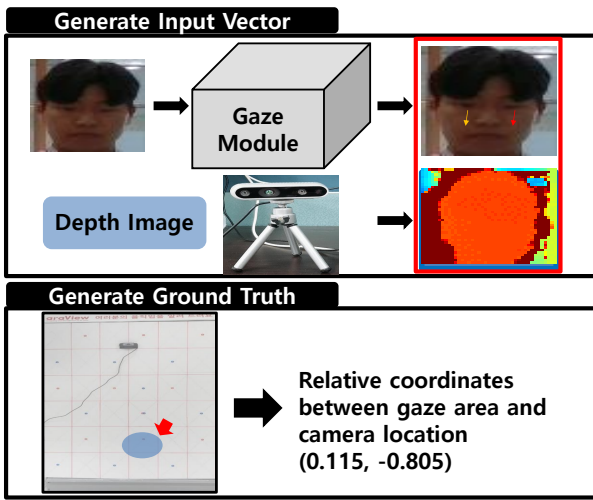 Generate Input Vector
Gaze
Module
Depth Image
Generate Ground Truth
Relative coordinates
between gaze area and
camera location
(0.115, -0.805)